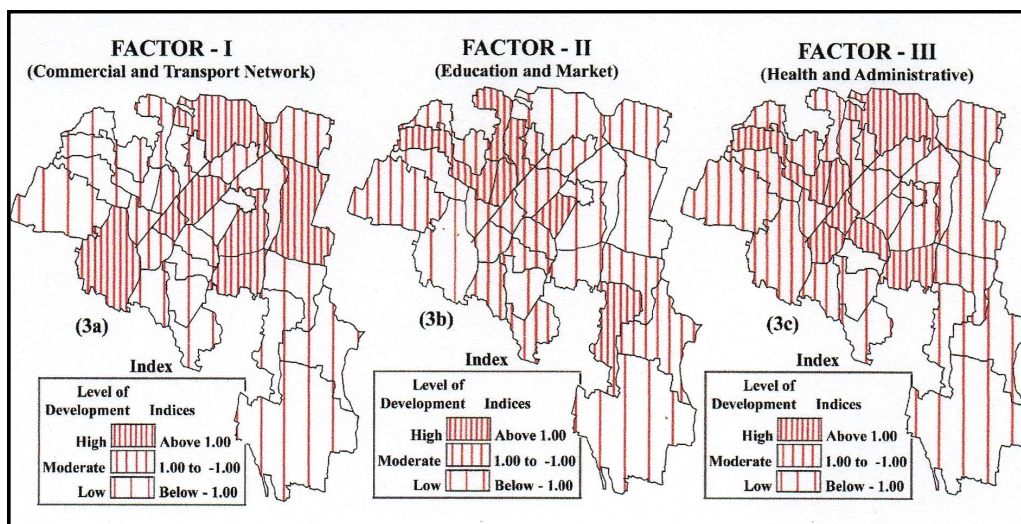 FACTOR - I
(Commercial and Transport Network)
FACTOR - II
(Education and Market)
FACTOR - III
(Health and Administrative)
(3a)
(3b)
(3c)
Index
Level of
Development Indices
High Above 1.00
Moderate 1.00 to -1.00
Low Below - 1.00
Index
Level of
Development Indices
High Above 1.00
Moderate 1.00 to -1.00
Low Below - 1.00
Index
Level of
Development Indices
High Above 1.00
Moderate 1.00 to -1.00
Low Below - 1.00